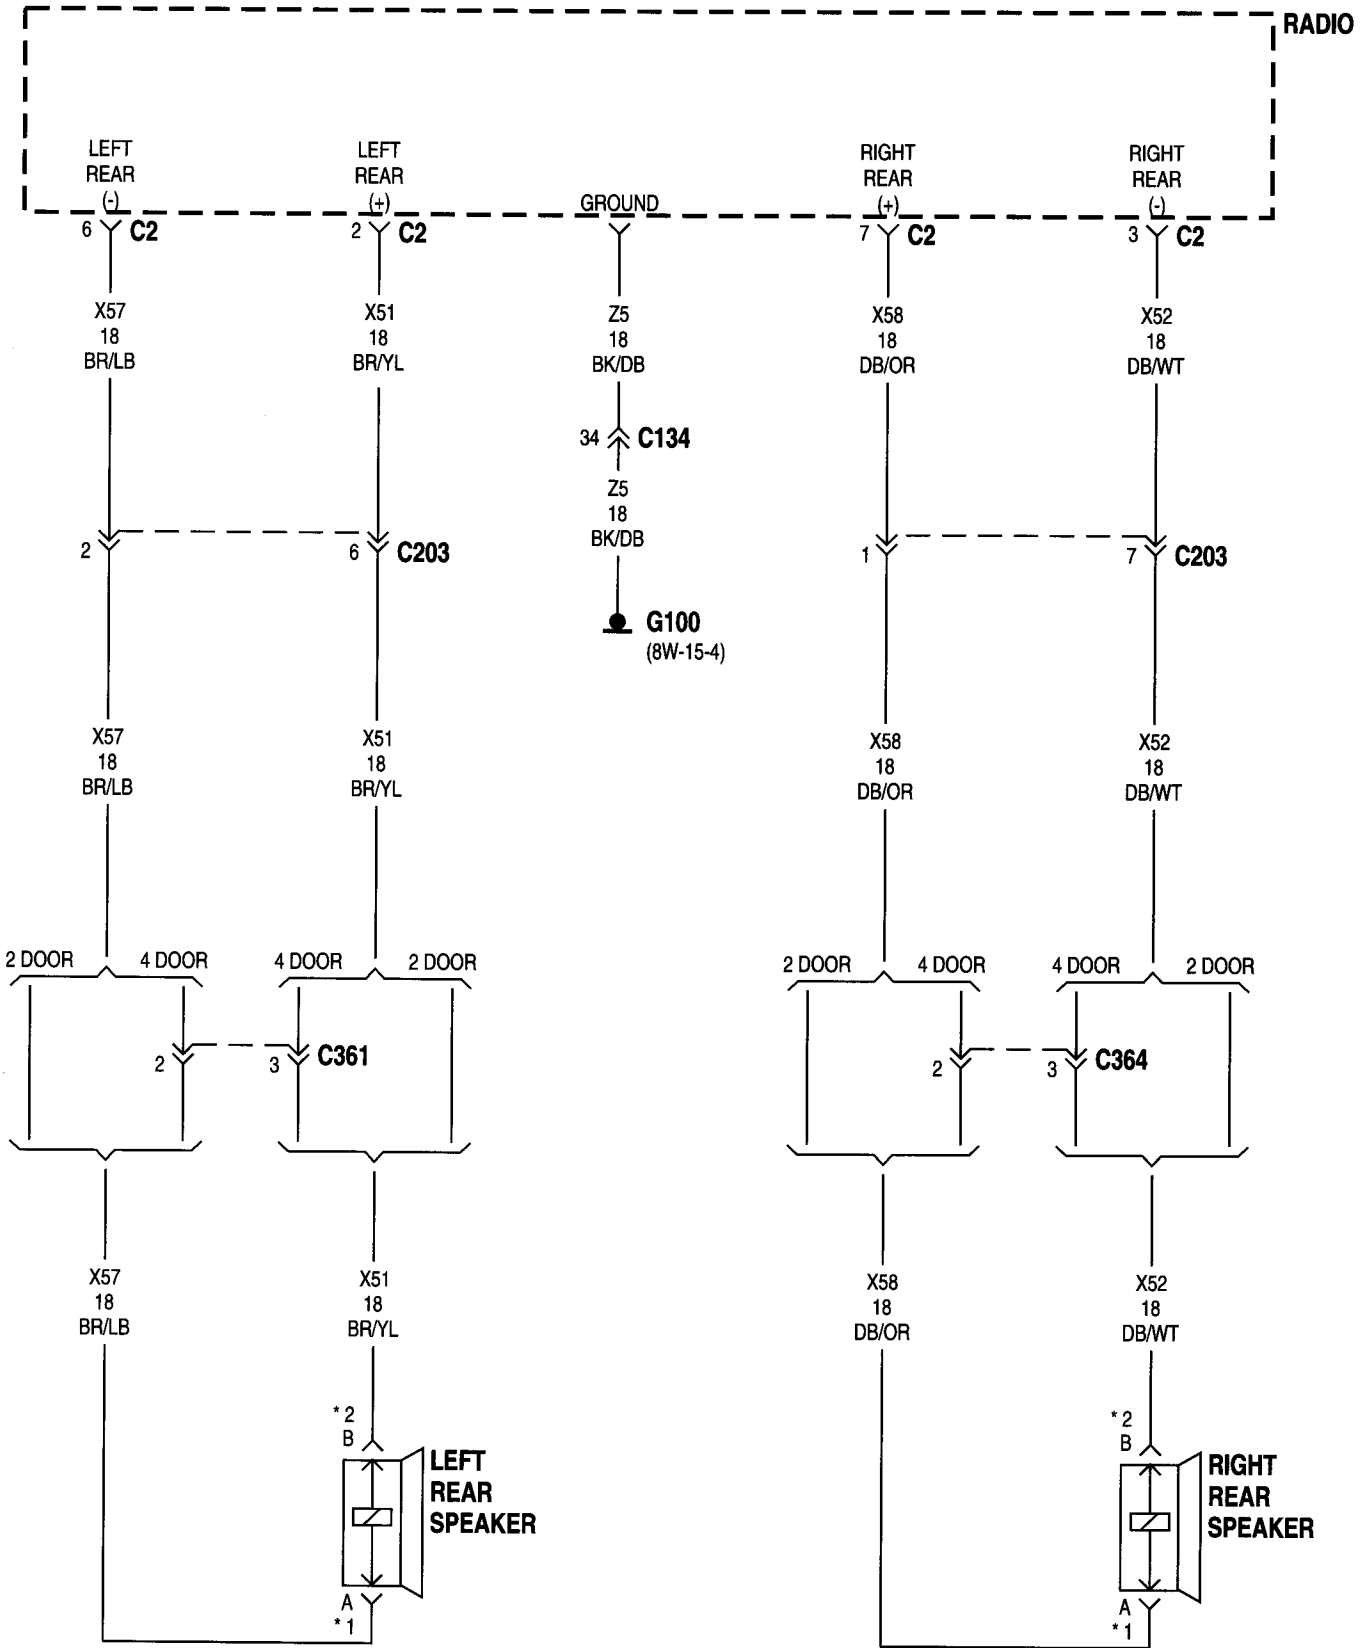 RADIO
LEFT
REAR
(-)
LEFT
REAR
(+)
GROUND
RIGHT
REAR
(+)
RIGHT
REAR
(-)
6 C2
2 C2
7 C2
3 C2
X57
18
BR/LB
X51
18
BR/YL
Z5
18
BK/DB
X58
18
DB/OR
X52
18
DB/WT
34 C134
Z5
18
BK/DB
2
6 C203
1
7 C203
G100
(8W-15-4)
X57
18
BR/LB
X51
18
BR/YL
X58
18
DB/OR
X52
18
DB/WT
2 DOOR 4 DOOR
4 DOOR 2 DOOR
2 DOOR 4 DOOR
4 DOOR 2 DOOR
2
3 C361
2
3 C364
X57
18
BR/LB
X51
18
BR/YL
X58
18
DB/OR
X52
18
DB/WT
* 2
B
LEFT
REAR
SPEAKER
A
* 1
* 2
B
RIGHT
REAR
SPEAKER
A
* 1